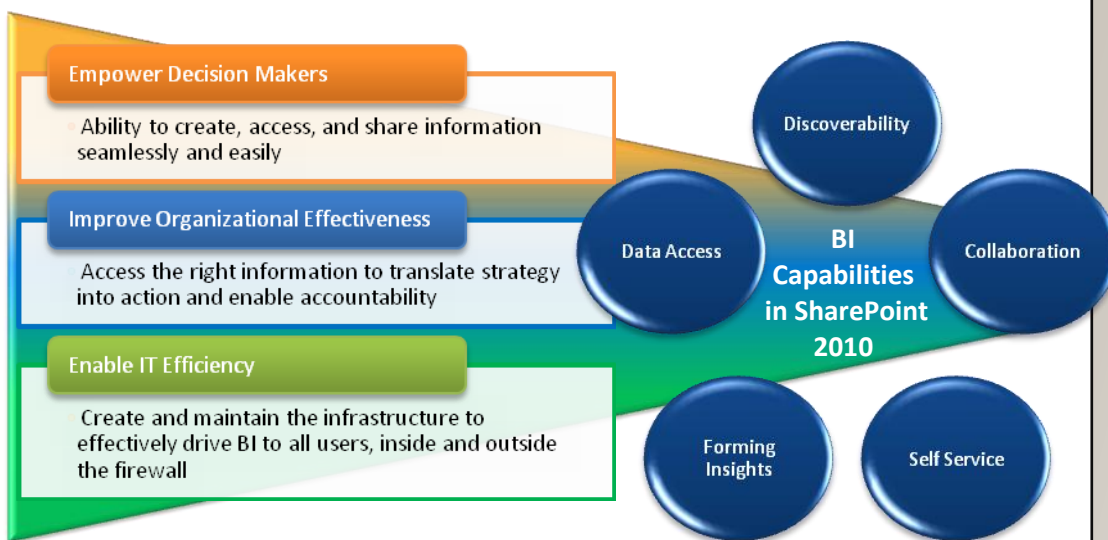 Empower Decision Makers
Ability to create, access, and share information
seamlessly and easily
Improve Organizational Effectiveness
Access the right information to translate strategy
into action and enable accountability
Enable IT Efficiency
Create and maintain the infrastructure to
effectively drive BI to all users, inside and outside
the firewall
Discoverability
Data Access
BI
Capabilities
in SharePoint
2010
Collaboration
Forming
Insights
Self Service